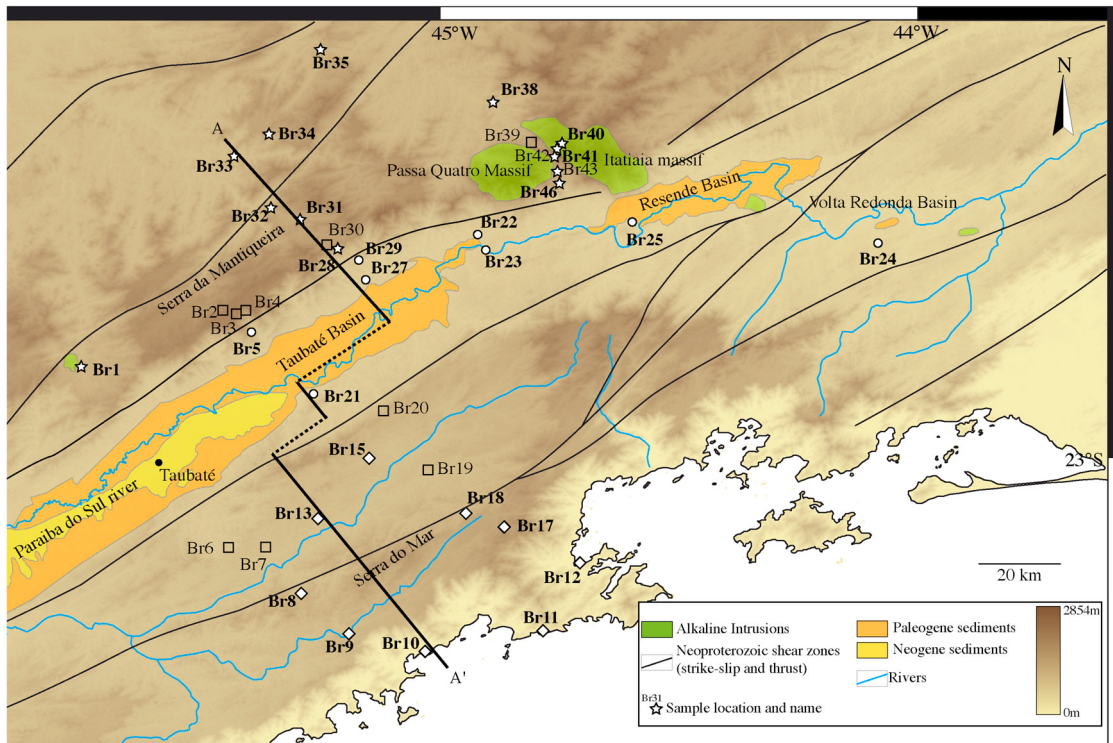 45°W
44°W
Br35
N
Br38
A
Br34
Br39
Br40
Br42
Br41
Itatiaia massif
Br33
Passa Quatro Massif
Br43
Br46
Resende Basin
Br32
Br31
Volta Redonda Basin
Br22
Br30
Br29
Br25
Br28
Br23
Br24
Serra da Mantiqueira
Br27
Br2
Br4
Br3
Br5
Taubaté Basin
Br1
Br21
Br20
Br15
23°S
Br19
Taubaté
Paraiba do Sul river
Br18
Br13
Br17
Br6
Br7
Serra do Mar
Br12
20 km
Br8
Br11
Br9
Br10
A'
Alkaline Intrusions
Neoproterozoic shear zones
(strike-slip and thrust)
Br31
Sample location and name
Paleogene sediments
Neogene sediments
Rivers
2854m
0m